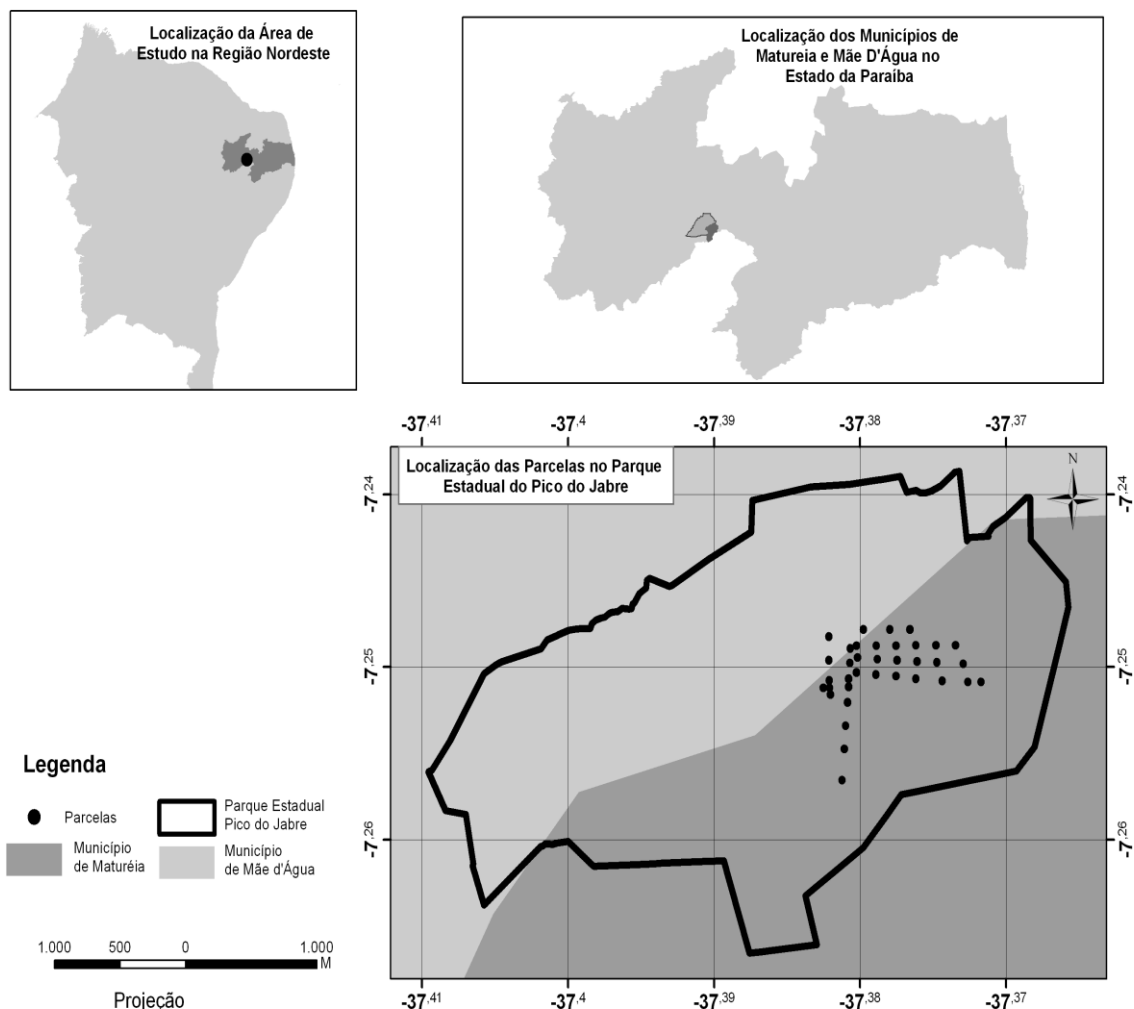 Localização da Área de
Estudo na Região Nordeste
Localização dos Municípios de
Matureia e Mãe D'Água no
Estado da Paraíba
-37,41 -37,4 -37,39 -37,38 -37,37
Localização das Parcelas no Parque
Estadual do Pico do Jabre
N
-7,24 -7,24
-7,25 -7,25
-7,26 -7,26
-37,41 -37,4 -37,39 -37,38 -37,37
Legenda
Parcelas
Parque Estadual
Pico do Jabre
Município
de Maturéia
Município
de Mãe d'Água
1.000 500 0 1.000
M
Projeção